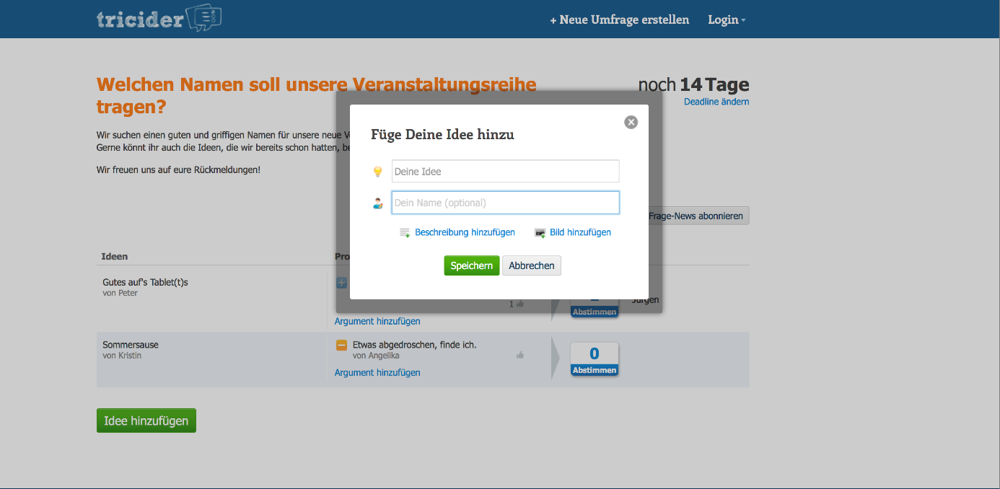 tricider
+ Neue Umfrage erstellen
Login
Welchen Namen soll unsere Veranstaltungsreihe
tragen?
noch 14 Tage
Deadline ändern
Wir suchen einen guten und griffigen Namen für unsere neue
Gerne könnt ihr auch die Ideen, die wir bereits schon hatten,
Wir freuen uns auf eure Rückmeldungen!
Füge Deine Idee hinzu
Deine Idee
Dein Name (optional)
Beschreibung hinzufügen
Bild hinzufügen
Speichern
Abbrechen
Frage-News abonnieren
Ideen
Pro
Gutes auf's Tablet(t)s
von Peter
1
Abstimmen
Jürgen
Argument hinzufügen
Sommersause
von Kristin
Etwas abgedroschen, finde ich.
von Angelika
Argument hinzufügen
0
Abstimmen
Idee hinzufügen